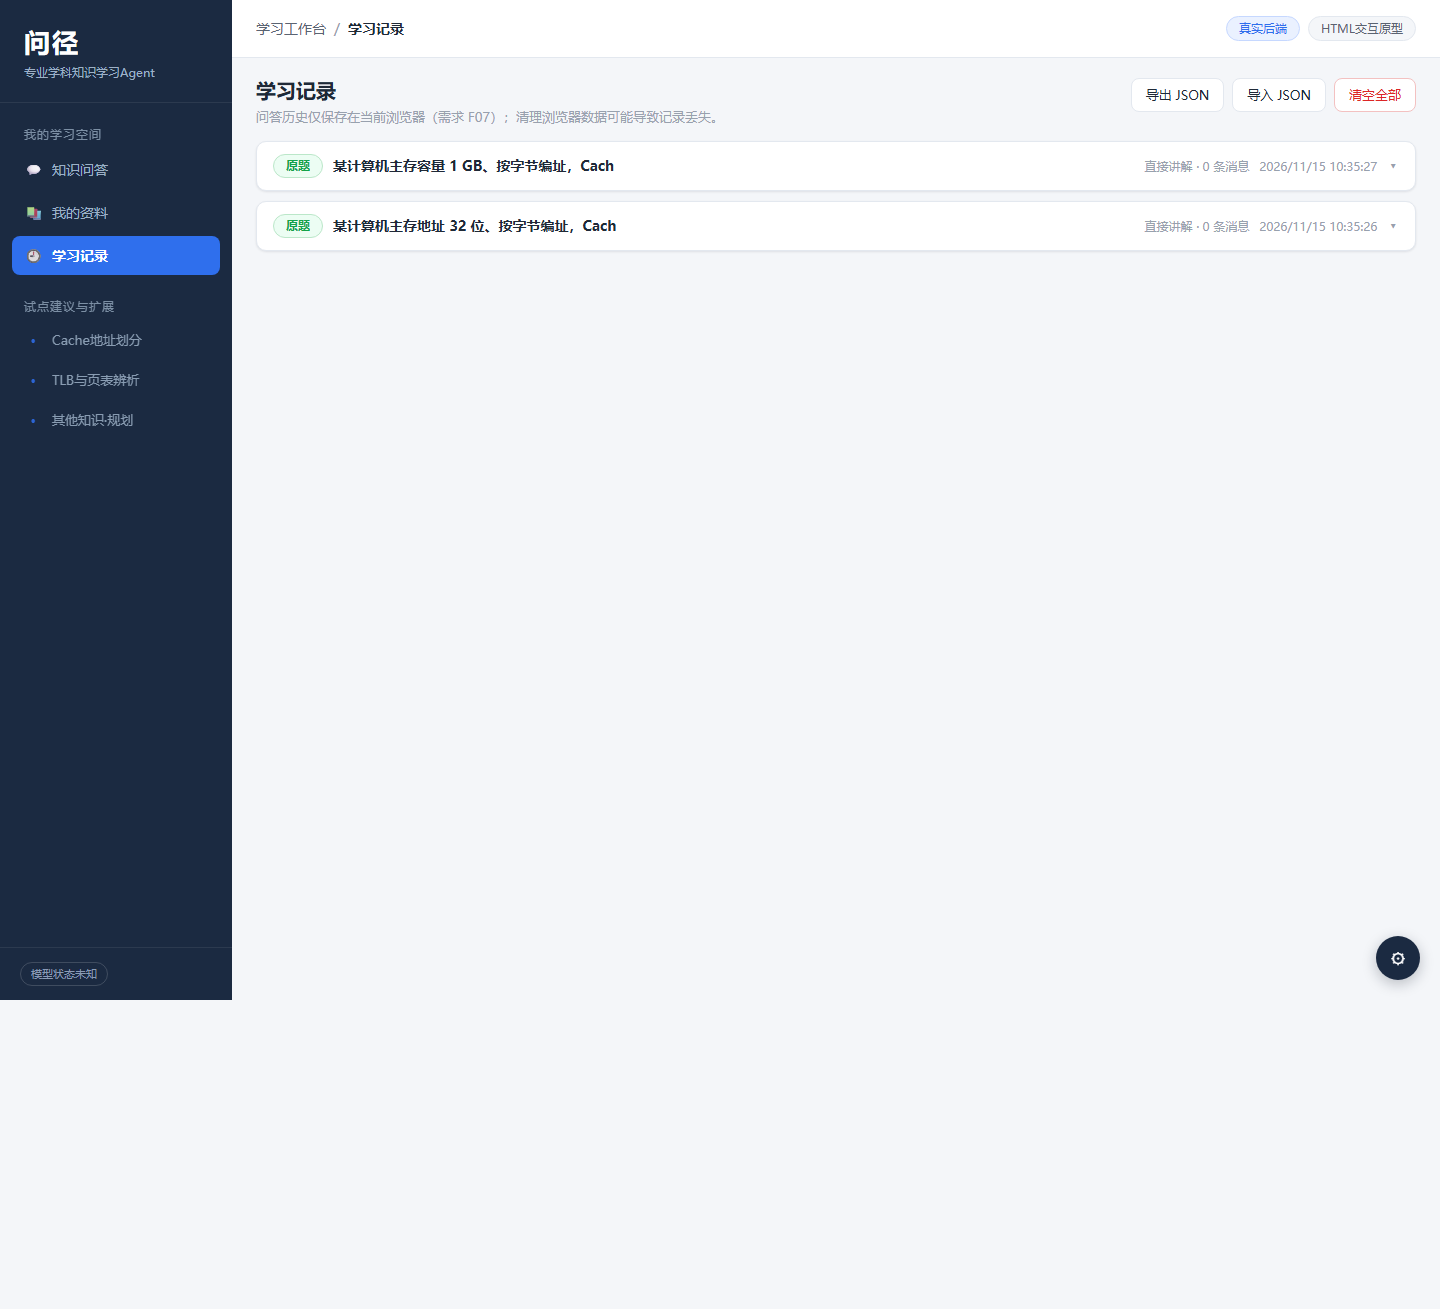 问径
专业学科知识学习Agent
我的学习空间
知识问答
我的资料
学习记录
试点建议与扩展
Cache地址划分
TLB与页表辨析
其他知识·规划
模型状态未知
学习工作台 / 学习记录
真实后端
HTML交互原型
学习记录
问答历史仅保存在当前浏览器（需求 F07）；清理浏览器数据可能导致记录丢失。
导出 JSON
导入 JSON
清空全部
原题 某计算机主存容量 1 GB、按字节编址，Cach 直接讲解 · 0 条消息 2026/11/15 10:35:27
原题 某计算机主存地址 32 位、按字节编址，Cach 直接讲解 · 0 条消息 2026/11/15 10:35:26